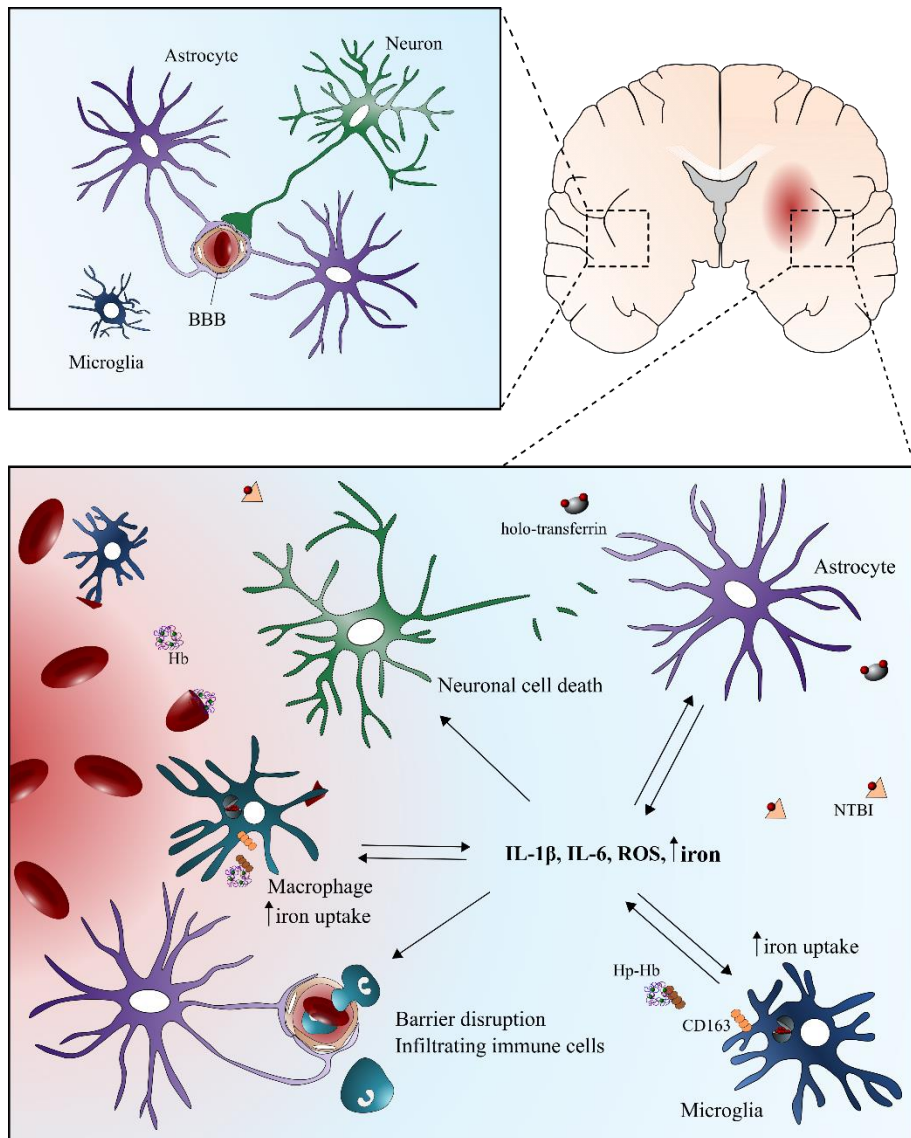 Astrocyte
Neuron
BBB
Microglia
holo-transferrin
Astrocyte
Hb
Neuronal cell death
NTBI
IL-1β, IL-6, ROS, ↑iron
Macrophage
↑iron uptake
↑iron uptake
Hp-Hb
CD163
Barrier disruption
Infiltrating immune cells
Microglia